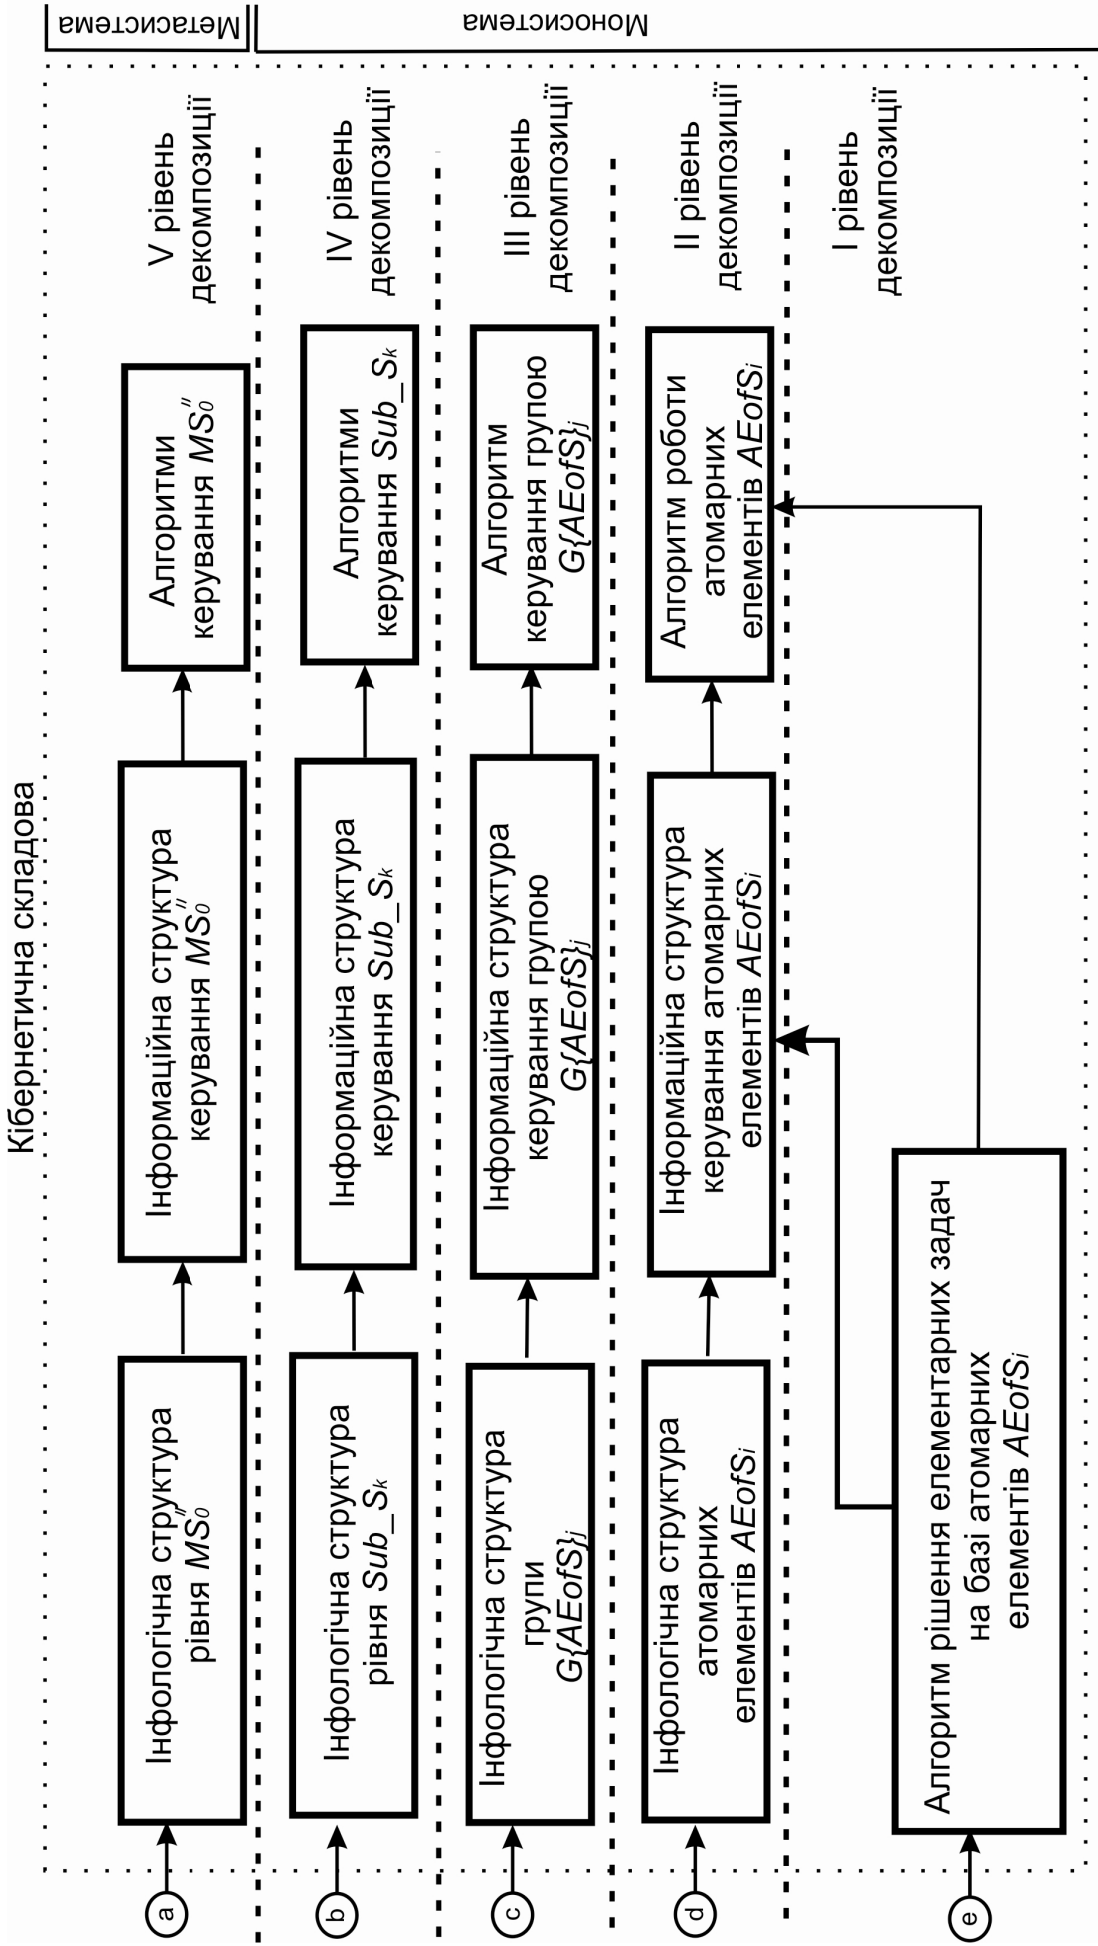 Кібернетична складова
a
Інфологічна структура
рівня MS₀″
Інформаційна структура
керування MS₀″
Алгоритми
керування MS₀″
V рівень
декомпозиції
Метасистема
b
Інфологічна структура
рівня Sub_Sₖ
Інформаційна структура
керування Sub_Sₖ
Алгоритми
керування Sub_Sₖ
IV рівень
декомпозиції
Моносистема
c
Інфологічна структура
групи
G{AEofS}ⱼ
Інформаційна структура
керування групою
G{AEofS}ⱼ
Алгоритм
керування групою
G{AEofS}ⱼ
III рівень
декомпозиції
d
Інфологічна структура
атомарних
елементів AEofSᵢ
Інформаційна структура
керування атомарних
елементів AEofSᵢ
Алгоритм роботи
атомарних
елементів AEofSᵢ
II рівень
декомпозиції
e
Алгоритм рішення елементарних задач
на базі атомарних
елементів AEofSᵢ
I рівень
декомпозиції